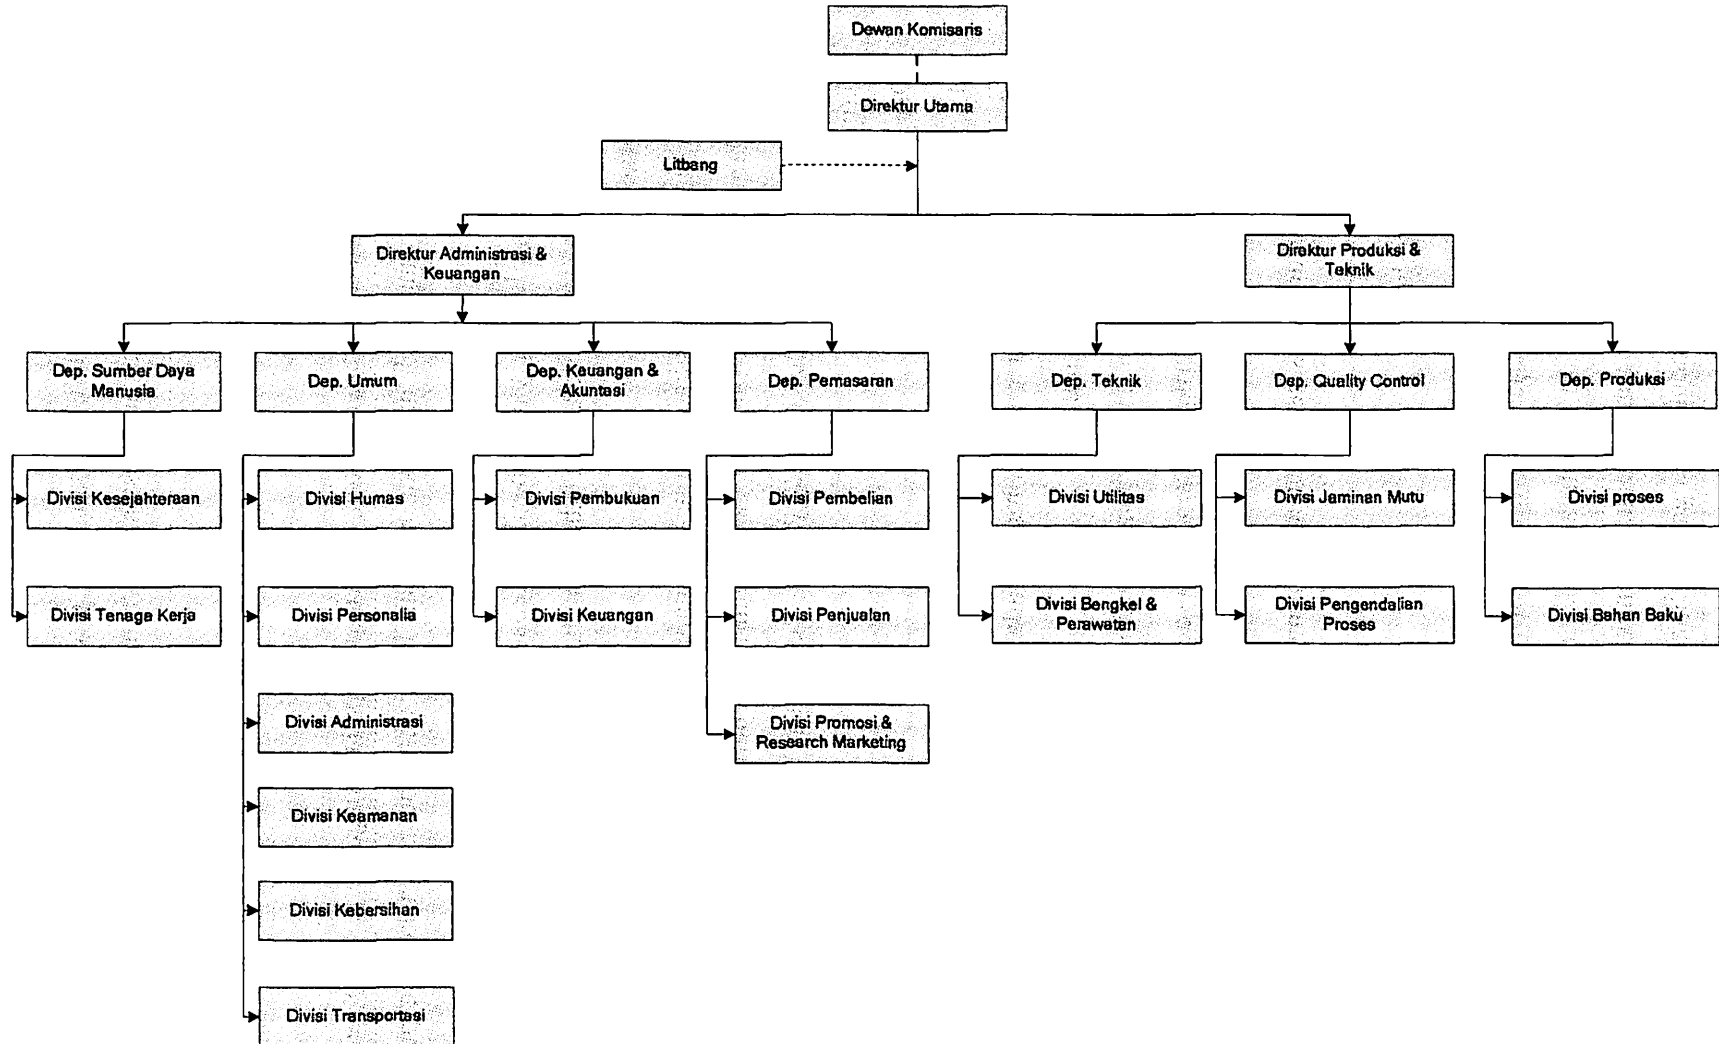 Dewan Komisaris
Direktur Utama
Litbang
Direktur Administrasi &
Keuangan
Direktur Produksi &
Teknik
Dep. Sumber Daya
Manusia
Dep. Umum
Dep. Keuangan &
Akuntasi
Dep. Pemasaran
Dep. Teknik
Dep. Quality Control
Dep. Produksi
Divisi Kesejahteraan
Divisi Humas
Divisi Pembukuan
Divisi Pembelian
Divisi Utilitas
Divisi Jaminan Mutu
Divisi proses
Divisi Tenaga Kerja
Divisi Personalia
Divisi Keuangan
Divisi Penjualan
Divisi Bengkel &
Perawatan
Divisi Pengendalian
Proses
Divisi Bahan Baku
Divisi Administrasi
Divisi Promosi &
Research Marketing
Divisi Keamanan
Divisi Kebersihan
Divisi Transportasi